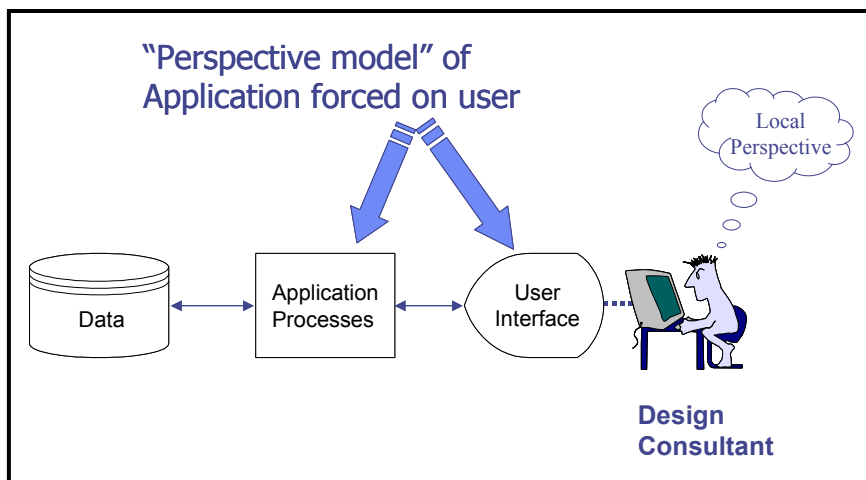 “Perspective model” of
Application forced on user
Local
Perspective
Data
Application
Processes
User
Interface
Design
Consultant